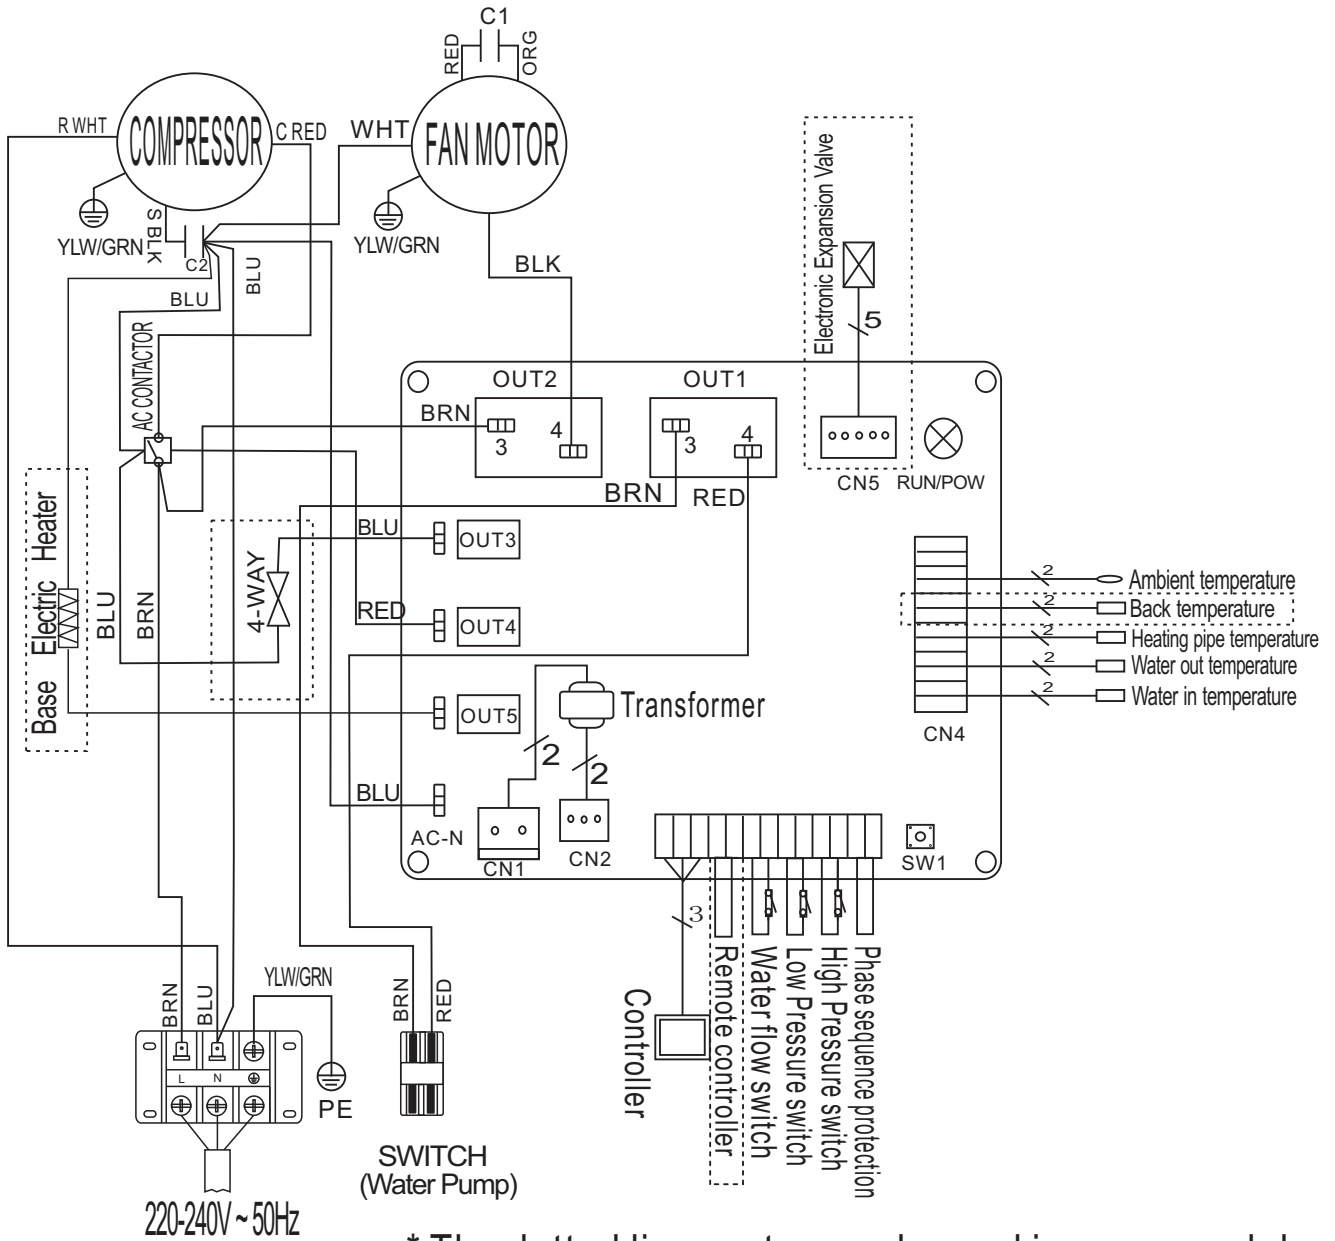 C1
RED
ORG
R WHT
COMPRESSOR
C RED
WHT
FAN MOTOR
YLW/GRN
S BLK
C2
BLU
BLU
YLW/GRN
BLK
Electronic Expansion Valve
5
AC CONTACTOR
OUT2
OUT1
BRN
3
4
3
4
BRN
RED
CN5
RUN/POW
Base Electric Heater
BLU
BRN
4-WAY
BLU
OUT3
RED
OUT4
OUT5
BLU
AC-N
Transformer
2
2
CN1
CN2
2
Ambient temperature
2
Back temperature
2
Heating pipe temperature
2
Water out temperature
2
Water in temperature
CN4
SW1
3
Controller
Remote controller
Water flow switch
Low Pressure switch
High Pressure switch
Phase sequence protection
BRN
BLU
YLW/GRN
L
N
PE
BRN
RED
SWITCH
(Water Pump)
220-240V ~ 50Hz